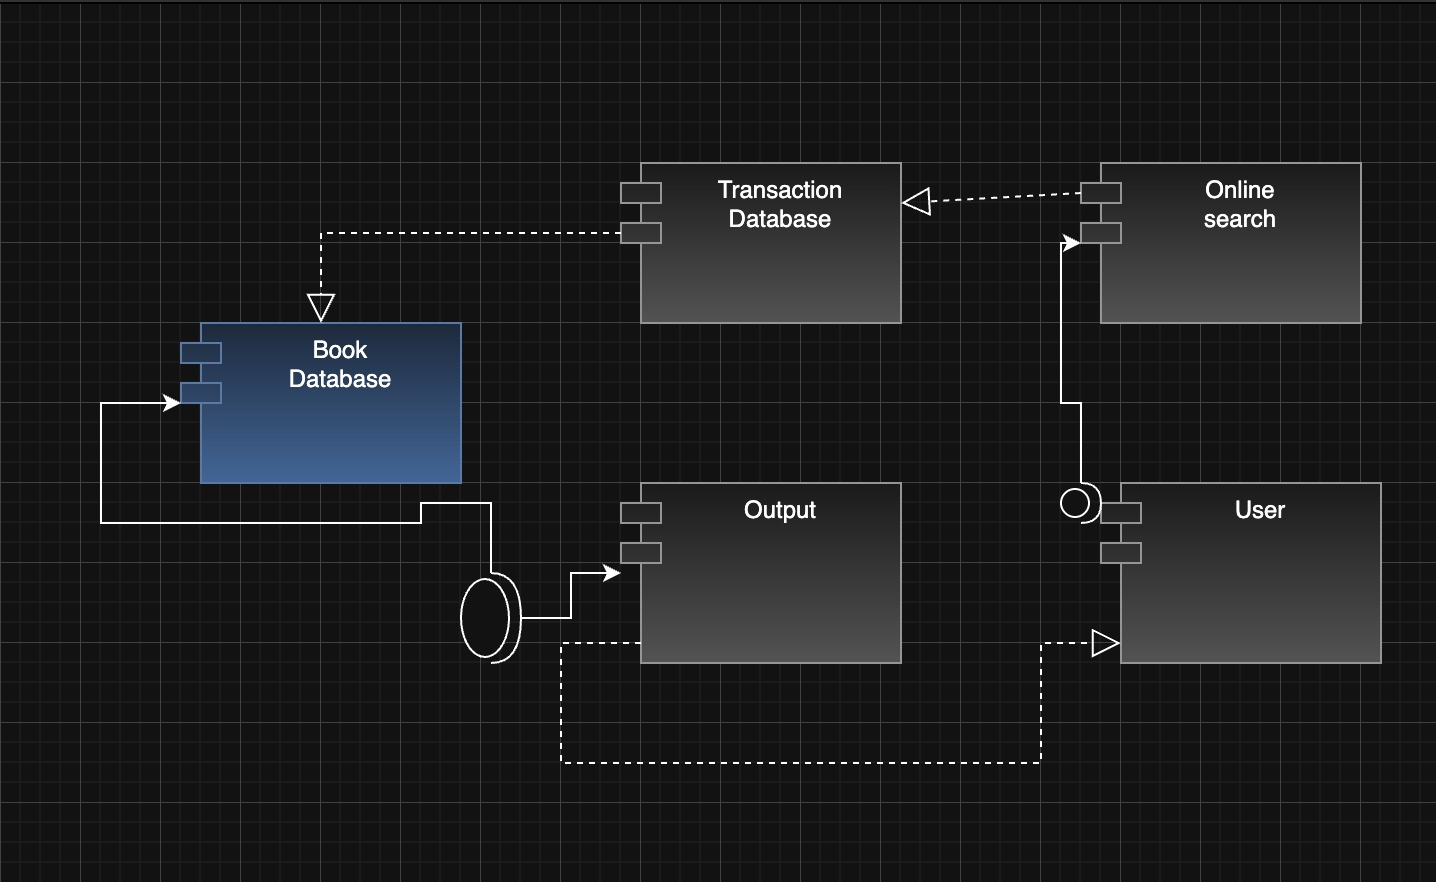 Transaction
Database
Online
search
Book
Database
Output
User